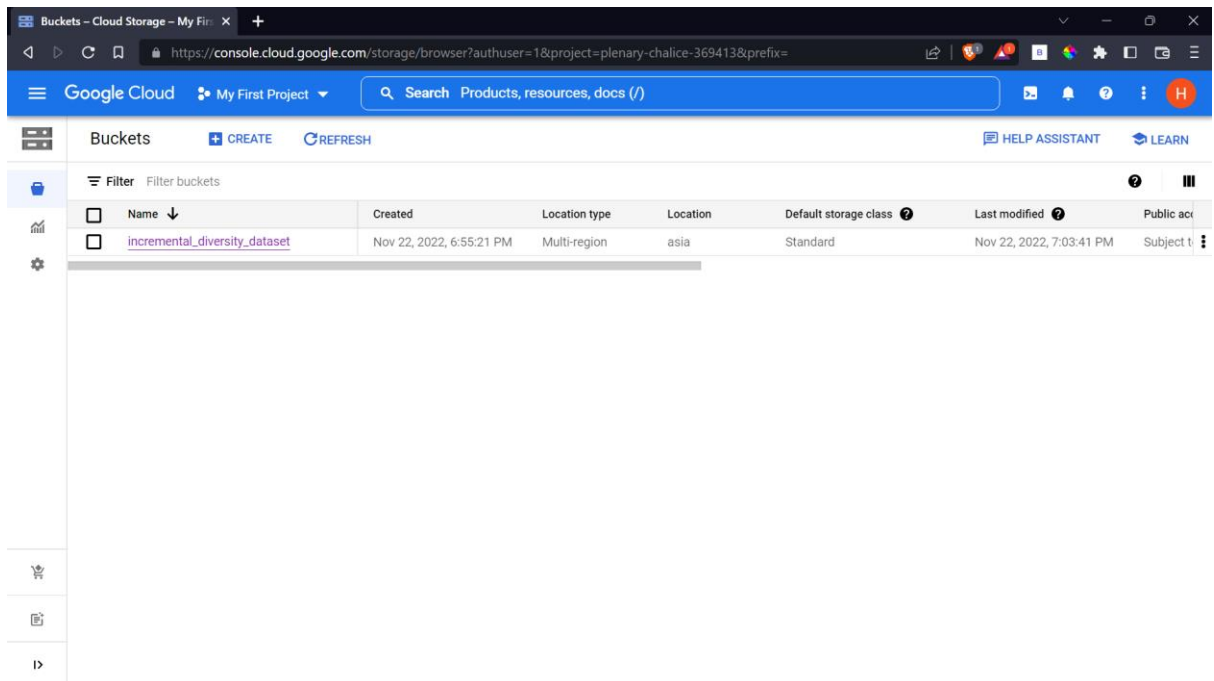 Buckets – Cloud Storage – My Fir
https://console.cloud.google.com/storage/browser?authuser=1&project=plenary-chalice-369413&prefix=
Google Cloud My First Project Search Products, resources, docs (/) H
Buckets CREATE REFRESH HELP ASSISTANT LEARN
Filter Filter buckets
Name Created Location type Location Default storage class Last modified Public acc
incremental_diversity_dataset Nov 22, 2022, 6:55:21 PM Multi-region asia Standard Nov 22, 2022, 7:03:41 PM Subject t